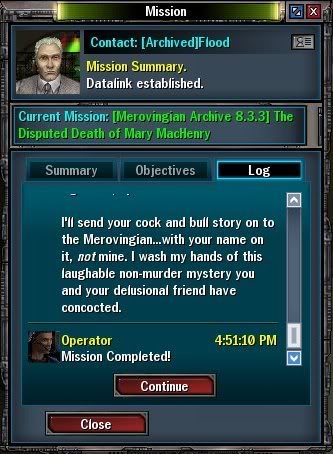 Mission
Contact: [Archived]Flood
Mission Summary.
Datalink established.
Current Mission: [Merovingian Archive 8.3.3] The
Disputed Death of Mary MacHenry
Summary
Objectives
Log
I'll send your cock and bull story on to
the Merovingian...with your name on
it, not mine. I wash my hands of this
laughable non-murder mystery you
and your delusional friend have
concocted.
Operator
4:51:10 PM
Mission Completed!
Continue
Close